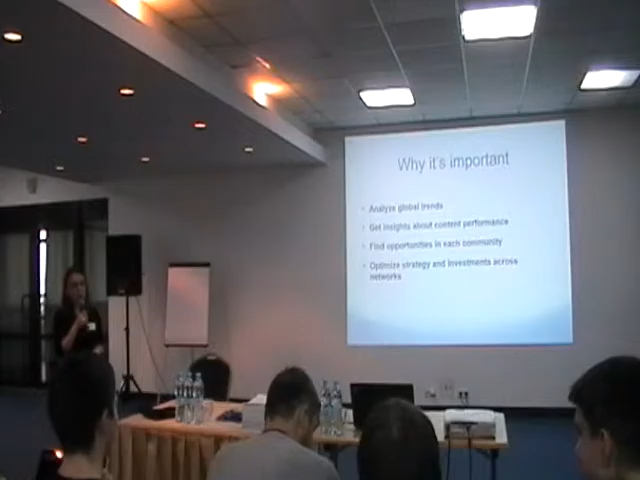 Why it's important
Analyze global trends
Get insights about content performance
Find opportunities in each community
Optimize strategy and investments across
networks